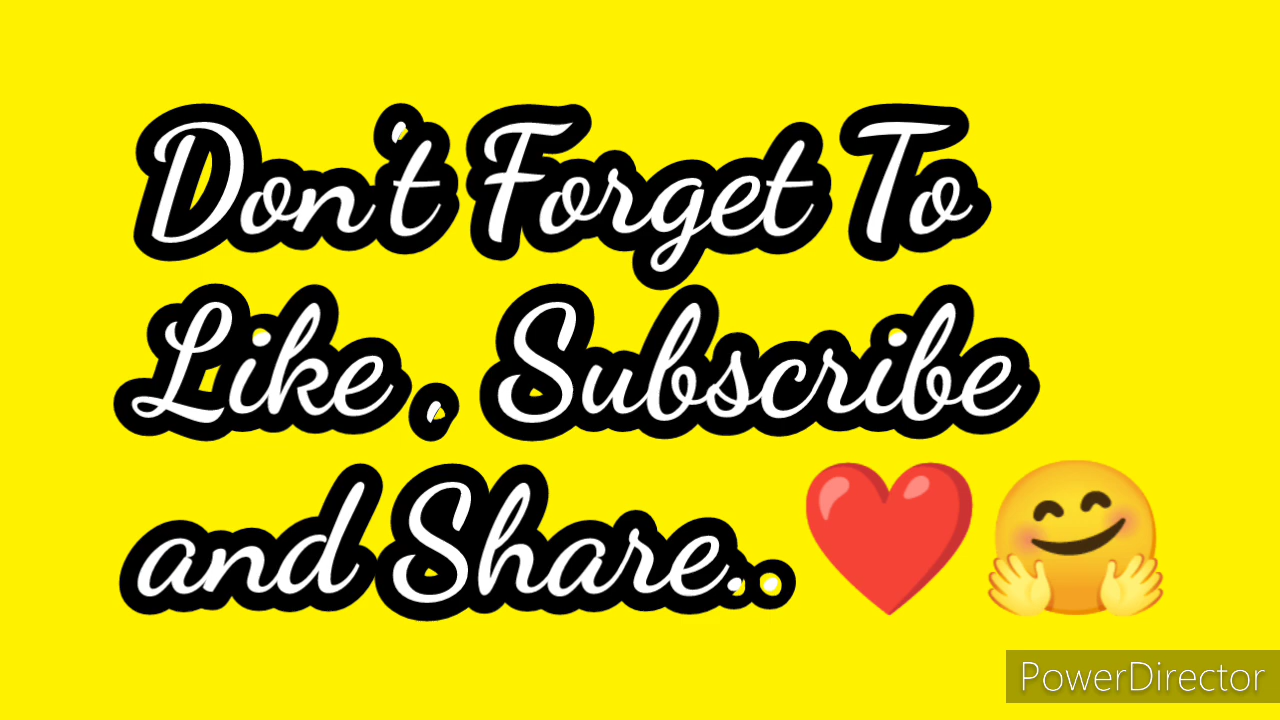 Don't Forget To
Like , Subscribe
and Share.. ❤️🤗
PowerDirector